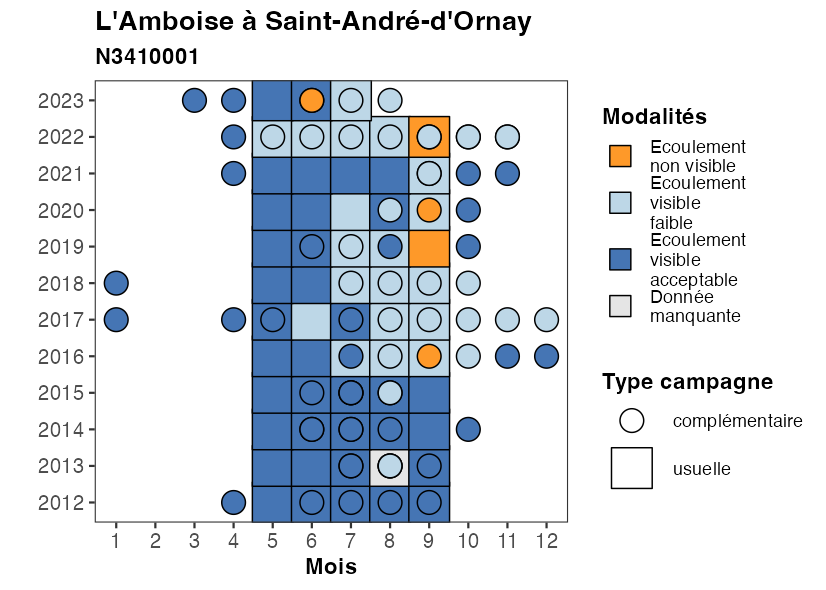 L'Amboise à Saint-André-d'Ornay
N3410001
2023
2022
2021
2020
2019
2018
2017
2016
2015
2014
2013
2012
1 2 3 4 5 6 7 8 9 10 11 12
Mois
Modalités
Ecoulement
non visible
Ecoulement
visible
faible
Ecoulement
visible
acceptable
Donnée
manquante
Type campagne
complémentaire
usuelle